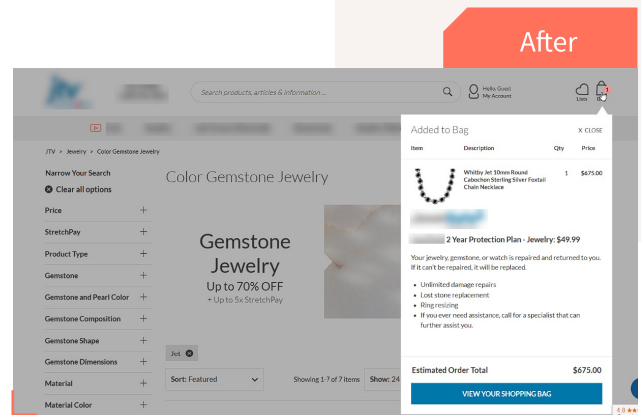 After
Search products, articles & information ...
Hello, Guest
My Account
Lists
1
JTV > Jewelry > Color Gemstone Jewelry
Narrow Your Search
Clear all options
Price
StretchPay
Product Type
Gemstone
Gemstone and Pearl Color
Gemstone Composition
Gemstone Shape
Gemstone Dimensions
Material
Material Color
Color Gemstone Jewelry
Gemstone
Jewelry
Up to 70% OFF
+ Up to 5x StretchPay
Jet
Sort: Featured
Showing 1-7 of 7 items
Show: 24
Added to Bag
X CLOSE
Item Description Qty Price
Whitby Jet 10mm Round
Cabochon Sterling Silver Foxtail
Chain Necklace
1
$675.00
2 Year Protection Plan - Jewelry: $49.99
Your jewelry, gemstone, or watch is repaired and returned to you.
If it can't be repaired, it will be replaced.
Unlimited damage repairs
Lost stone replacement
Ring resizing
If you ever need assistance, call for a specialist that can
further assist you.
Estimated Order Total $675.00
VIEW YOUR SHOPPING BAG
4.8 ★★